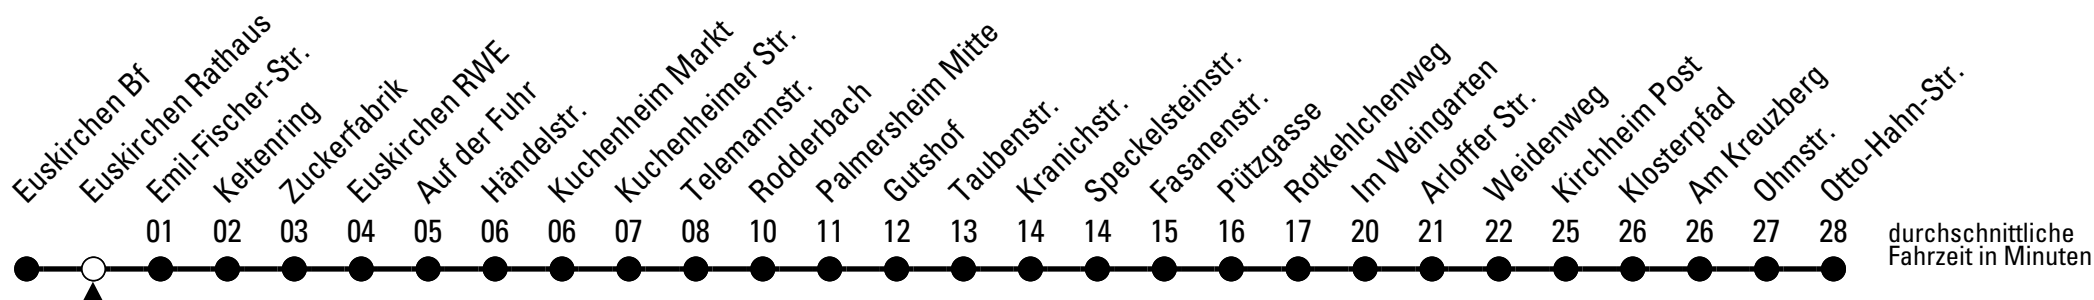 Euskirchen Bf
Euskirchen Rathaus
Emil-Fischer-Str.
Keltenring
Zuckerfabrik
Euskirchen RWE
Auf der Fuhr
Händelstr.
Kuchenheim Markt
Kuchenheimer Str.
Telemannstr.
Rodderbach
Palmersheim Mitte
Gutshof
Taubenstr.
Kranichstr.
Speckelsteinstr.
Fasanenstr.
Pützgasse
Rotkehlchenweg
Im Weingarten
Arloffer Str.
Weidenweg
Kirchheim Post
Klosterpfad
Am Kreuzberg
Ohmstr.
Otto-Hahn-Str.
01 02 03 04 05 06 06 07 08 10 11 12 13 14 14 15 16 17 20 21 22 25 26 26 27 28
durchschnittliche
Fahrzeit in Minuten